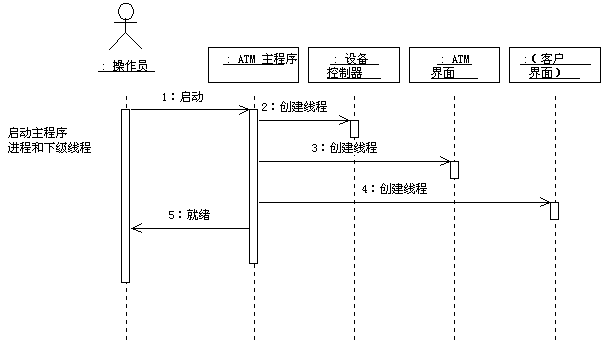 : 操作员
: ATM 主程序
: 设备
控制器
: ATM
界面
:(客户
界面)
1:启动
2:创建线程
启动主程序
进程和下级线程
3:创建线程
4:创建线程
5:就绪